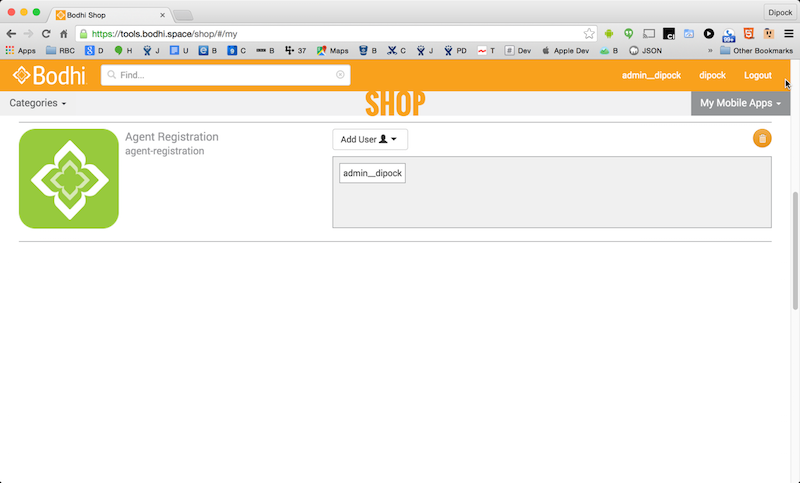 Bodhi Shop
Dipock
https://tools.bodhi.space/shop/#/my
Apps RBC D H J U B C B 37 Maps B C J PD T Dev Apple Dev B JSON » Other Bookmarks
Bodhi Find... admin__dipock dipock Logout
Categories SHOP My Mobile Apps
Agent Registration
agent-registration
Add User
admin__dipock